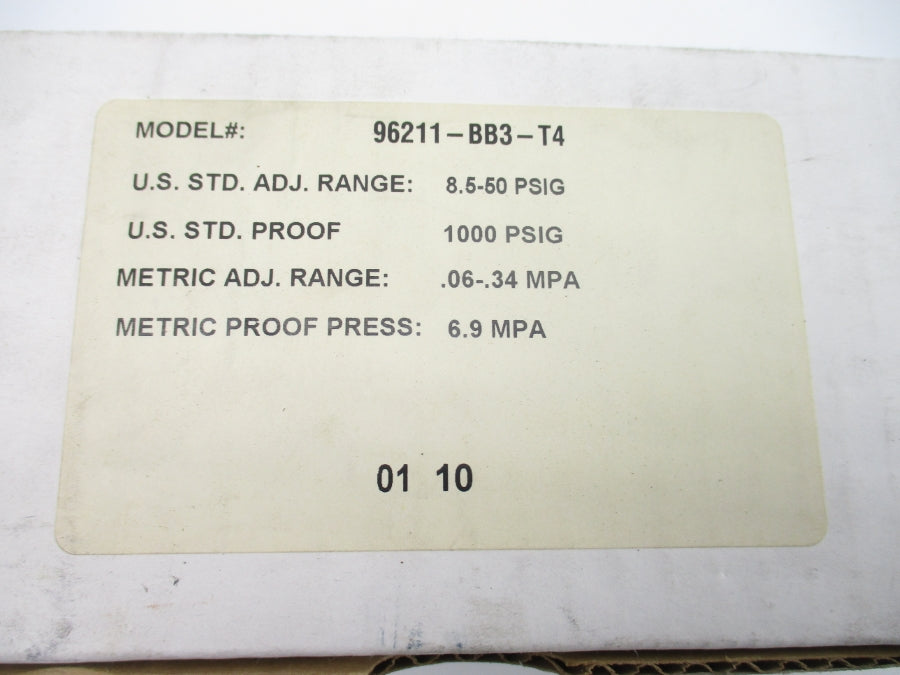 MODEL#: 96211-BB3-T4
U.S. STD. ADJ. RANGE: 8.5-50 PSIG
U.S. STD. PROOF 1000 PSIG
METRIC ADJ. RANGE: .06-.34 MPA
METRIC PROOF PRESS: 6.9 MPA
01 10